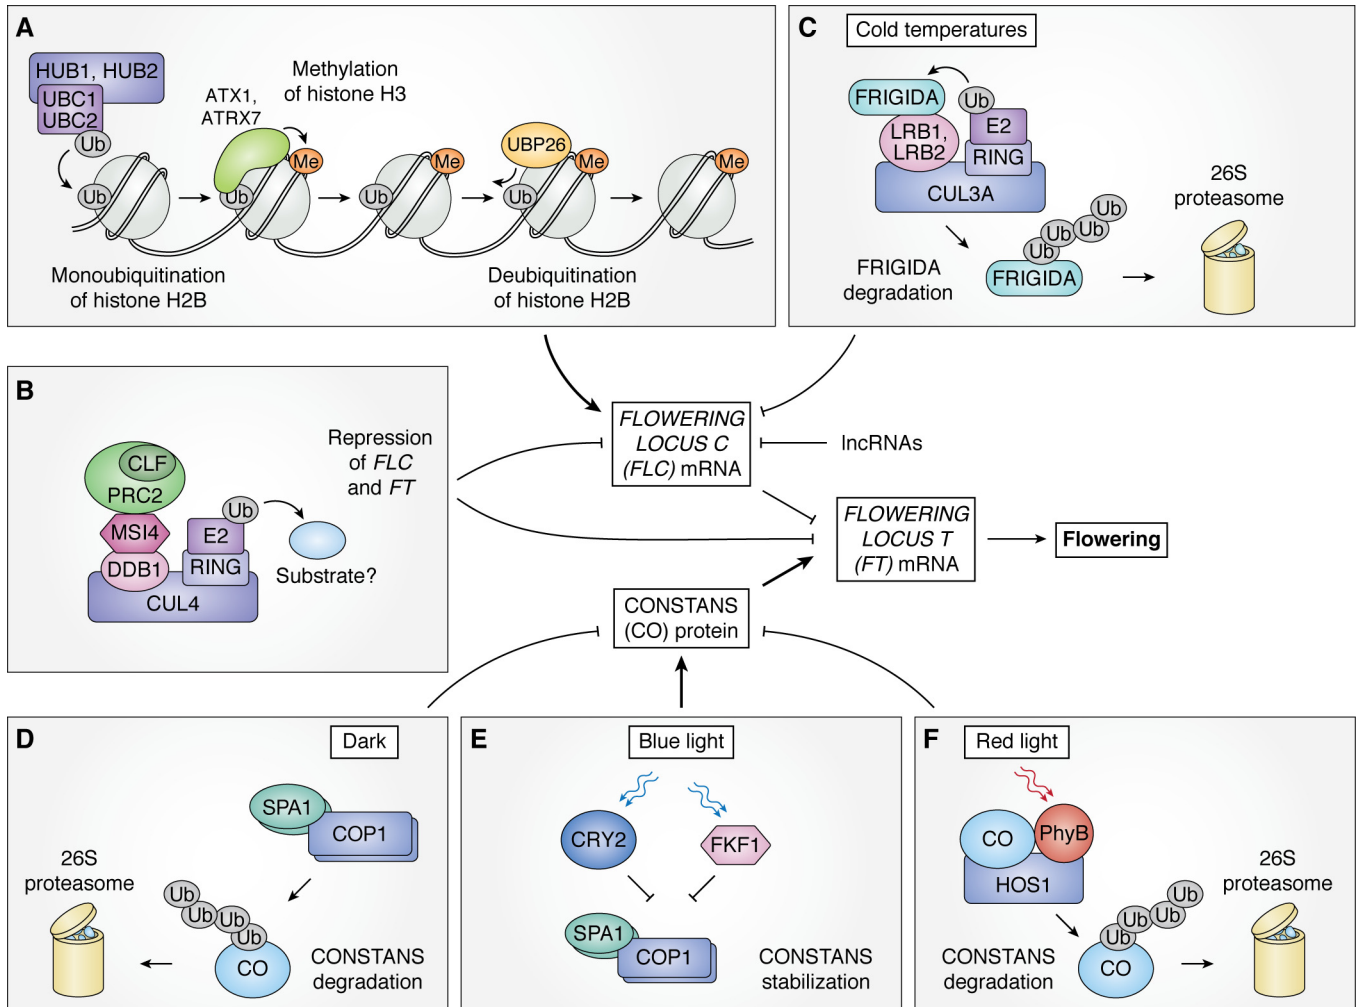 A
HUB1, HUB2
UBC1
UBC2
Ub
Ub
ATX1,
ATRX7
Methylation
of histone H3
Me
Ub
Me
Ub
UBP26
Me
Ub
Me
Monoubiquitination
of histone H2B
Deubiquitination
of histone H2B
C
Cold temperatures
FRIGIDA
Ub
LRB1,
LRB2
E2
RING
CUL3A
26S
proteasome
Ub
Ub
Ub
Ub
FRIGIDA
FRIGIDA
degradation
B
CLF
PRC2
MSI4
DDB1
Ub
E2
RING
CUL4
Substrate?
Repression
of FLC
and FT
FLOWERING
LOCUS C
(FLC) mRNA
lncRNAs
FLOWERING
LOCUS T
(FT) mRNA
Flowering
CONSTANS
(CO) protein
D
Dark
SPA1
COP1
26S
proteasome
Ub
Ub
Ub
Ub
CO
CONSTANS
degradation
E
Blue light
CRY2
FKF1
SPA1
COP1
CONSTANS
stabilization
F
Red light
CO
PhyB
HOS1
26S
proteasome
Ub
Ub
Ub
Ub
CO
CONSTANS
degradation